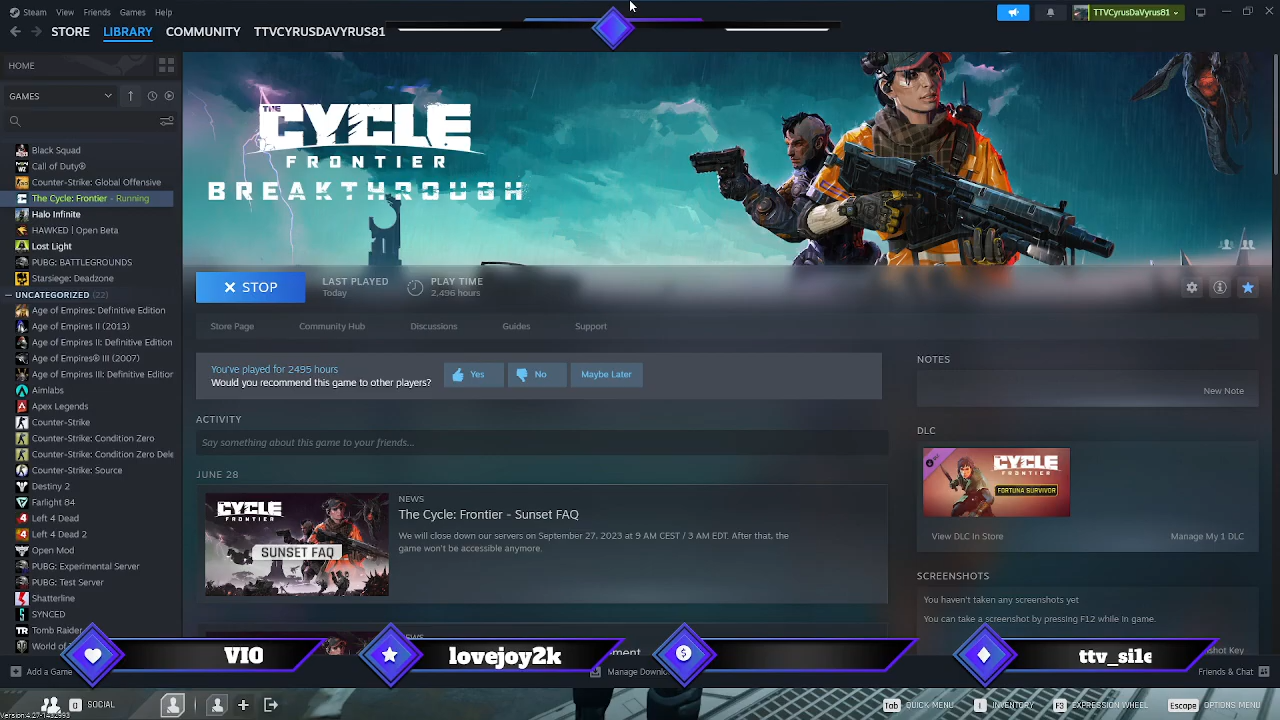 Steam View Friends Games Help
TTVCYRUSDAVYRUS81
STORE LIBRARY COMMUNITY TTVCYRUSDAVYRUS81
HOME
GAMES
Black Squad
Call of Duty®
Counter-Strike: Global Offensive
The Cycle: Frontier - Running
Halo Infinite
HAWKED | Open Beta
Lost Light
PUBG: BATTLEGROUNDS
Starsiege: Deadzone
UNCATEGORIZED (22)
Age of Empires: Definitive Edition
Age of Empires II (2013)
Age of Empires II: Definitive Edition
Age of Empires® III (2007)
Age of Empires III: Definitive Edition
Aimlabs
Apex Legends
Counter-Strike
Counter-Strike: Condition Zero
Counter-Strike: Condition Zero Dele
Counter-Strike: Source
Destiny 2
Farlight 84
Left 4 Dead
Left 4 Dead 2
Open Mod
PUBG: Experimental Server
PUBG: Test Server
Shatterline
SYNCED
Tomb Raider
World o
Add a Game
THE CYCLE
FRONTIER
BREAKTHROUGH
STOP
LAST PLAYED
Today
PLAY TIME
2,496 hours
Store Page Community Hub Discussions Guides Support
You've played for 2495 hours
Would you recommend this game to other players?
Yes No Maybe Later
ACTIVITY
Say something about this game to your friends...
JUNE 28
THE CYCLE
FRONTIER
SUNSET FAQ
NEWS
The Cycle: Frontier - Sunset FAQ
We will close down our servers on September 27, 2023 at 9 AM CEST / 3 AM EDT. After that, the
game won't be accessible anymore.
NOTES
New Note
DLC
THE CYCLE
FRONTIER
FORTUNA SURVIVOR
View DLC In Store Manage My 1 DLC
SCREENSHOTS
You haven't taken any screenshots yet
You can take a screenshot by pressing F12 while in game.
shot Key
VIO lovejoy2k ttv_sile
Manage Downlo
Friends & Chat
O SOCIAL
Tab QUICK MENU I INVENTORY F3 EXPRESSION WHEEL Escape OPTIONS MENU